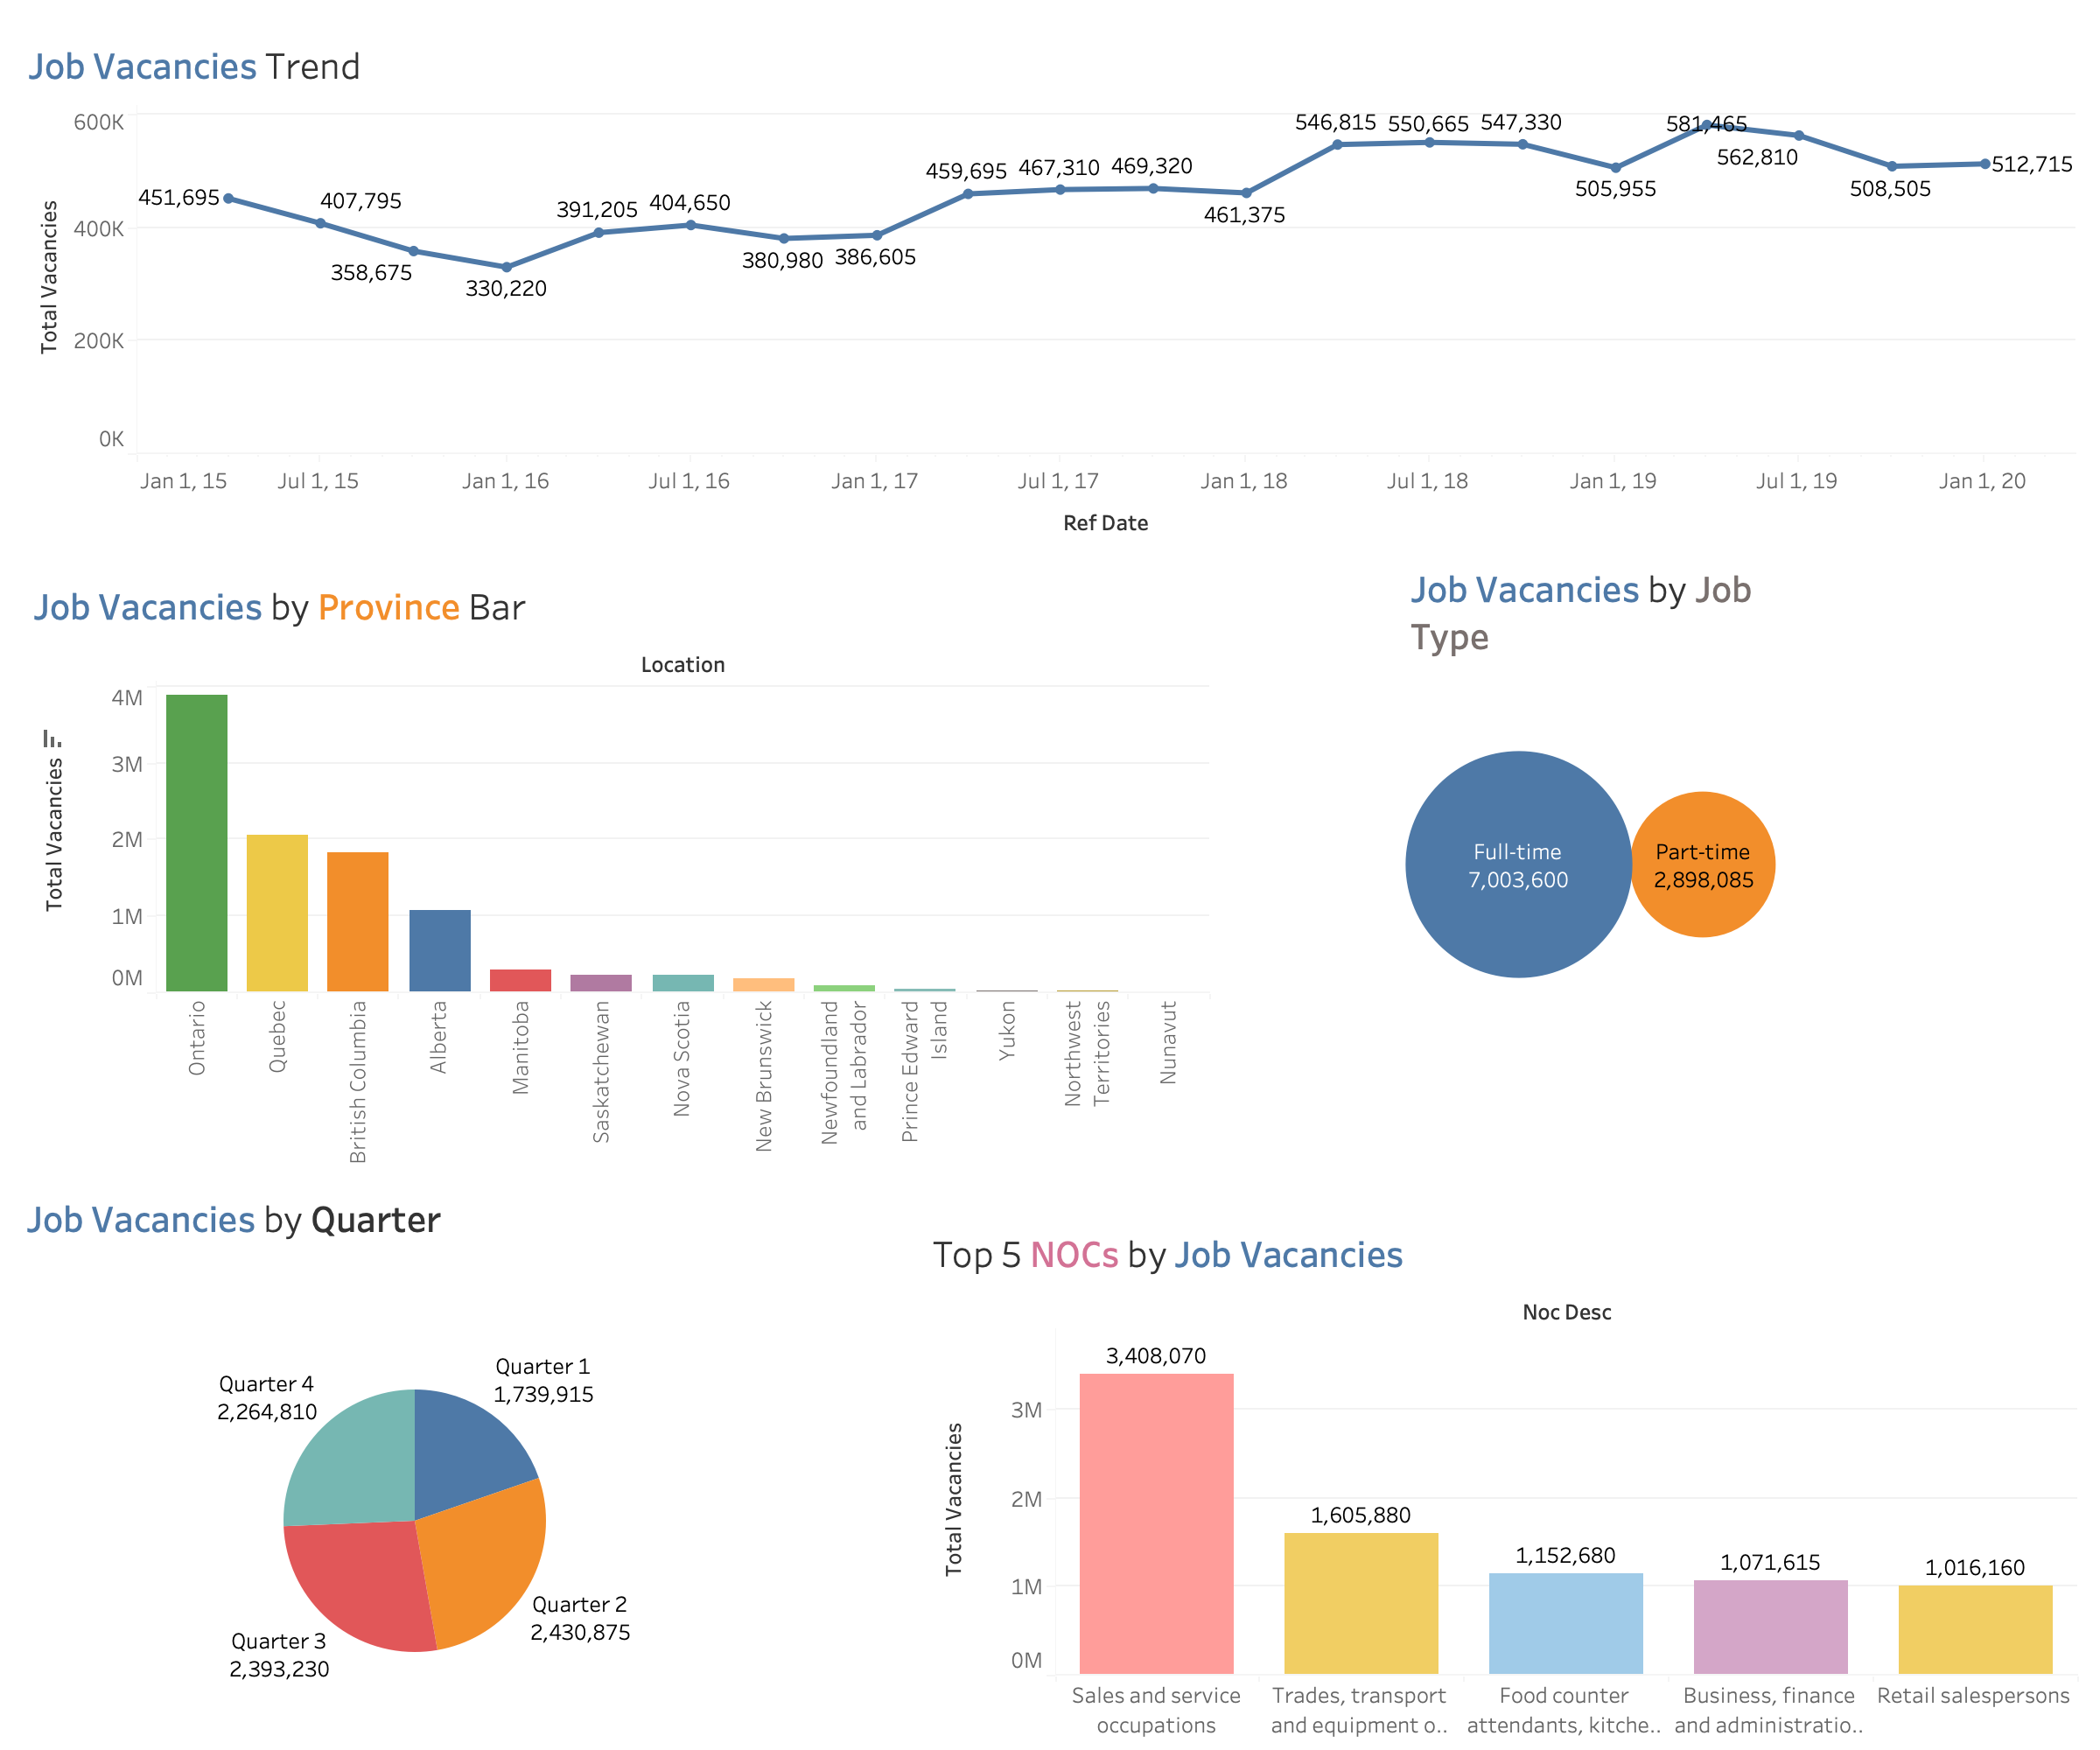 Job Vacancies Trend
Total Vacancies
600K
400K
200K
0K
451,695
407,795
358,675
330,220
391,205
404,650
380,980
386,605
459,695
467,310
469,320
461,375
546,815
550,665
547,330
505,955
581,465
562,810
508,505
512,715
Jan 1, 15
Jul 1, 15
Jan 1, 16
Jul 1, 16
Jan 1, 17
Jul 1, 17
Jan 1, 18
Jul 1, 18
Jan 1, 19
Jul 1, 19
Jan 1, 20
Ref Date
Job Vacancies by Province Bar
Location
Total Vacancies
4M
3M
2M
1M
0M
Ontario
Quebec
British Columbia
Alberta
Manitoba
Saskatchewan
Nova Scotia
New Brunswick
Newfoundland
and Labrador
Prince Edward
Island
Yukon
Northwest
Territories
Nunavut
Job Vacancies by Job
Type
Full-time
7,003,600
Part-time
2,898,085
Job Vacancies by Quarter
Quarter 1
1,739,915
Quarter 4
2,264,810
Quarter 2
2,430,875
Quarter 3
2,393,230
Top 5 NOCs by Job Vacancies
Noc Desc
Total Vacancies
3M
2M
1M
0M
3,408,070
1,605,880
1,152,680
1,071,615
1,016,160
Sales and service
occupations
Trades, transport
and equipment o..
Food counter
attendants, kitche..
Business, finance
and administratio..
Retail salespersons